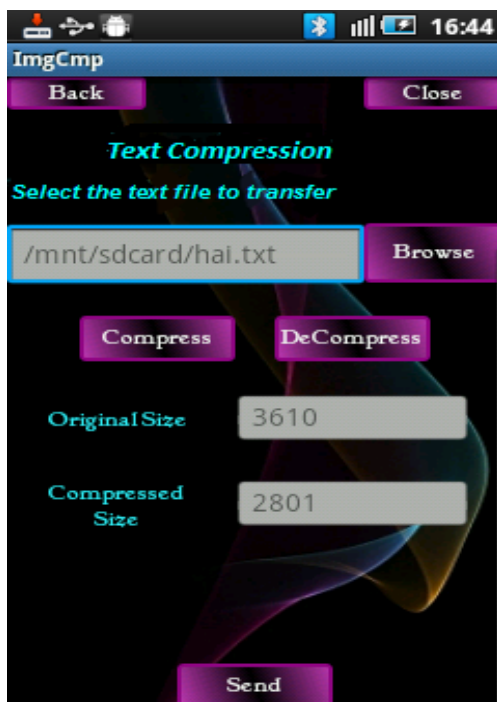 16:44
ImgCmp
Back Close
Text Compression
Select the text file to transfer
/mnt/sdcard/hai.txt Browse
Compress DeCompress
Original Size 3610
Compressed
Size 2801
Send